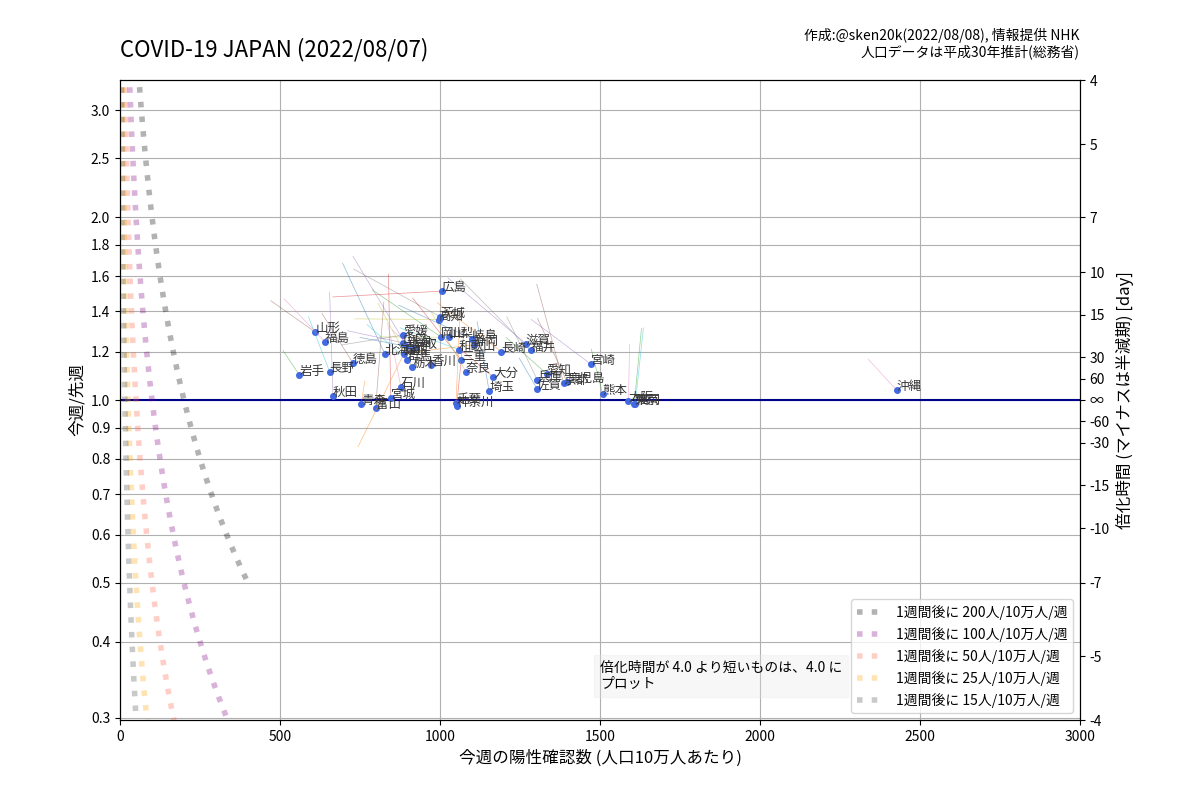 COVID-19 JAPAN (2022/08/07)
作成:@sken20k(2022/08/08), 情報提供 NHK
人口データは平成30年推計(総務省)
今週/先週
3.0
2.5
2.0
1.8
1.6
1.4
1.2
1.0
0.9
0.8
0.7
0.6
0.5
0.4
0.3
4
5
7
10
15
30
60
∞
-60
-30
-15
-10
-7
-5
-4
倍化時間 (マイナスは半減期) [day]
広島
山形
福島
愛媛
岐阜
滋賀
福井
長崎
徳島
岩手
長野
香川
三重
奈良
大分
埼玉
宮崎
愛知
佐賀
熊本
沖縄
石川
宮城
秋田
富山
倍化時間が 4.0 より短いものは、4.0 に
プロット
1週間後に 200人/10万人/週
1週間後に 100人/10万人/週
1週間後に 50人/10万人/週
1週間後に 25人/10万人/週
1週間後に 15人/10万人/週
0
500
1000
1500
2000
2500
3000
今週の陽性確認数 (人口10万人あたり)